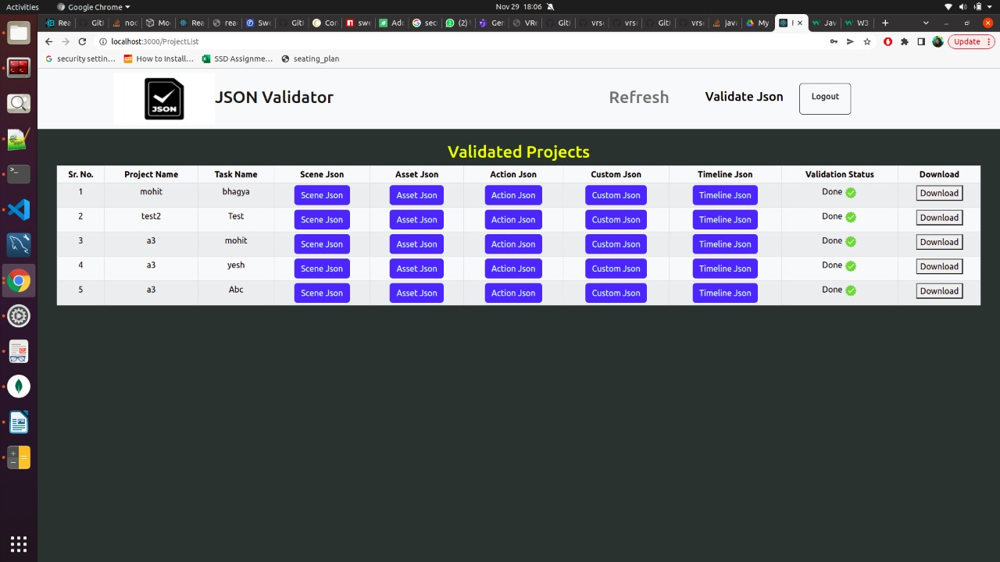 Activities Google Chrome Nov 29 18:06
Rea Git noc Mo Rea rea Swe Git Cor swe Adc sec (2) Ger VRe Git vrs vrs Git vrs java My Jav W3
localhost:3000/ProjectList Update
security settin… How to Install… SSD Assignme… seating_plan
JSON
JSON Validator Refresh Validate Json Logout
Validated Projects
Sr. No. Project Name Task Name Scene Json Asset Json Action Json Custom Json Timeline Json Validation Status Download
1 mohit bhagya Scene Json Asset Json Action Json Custom Json Timeline Json Done Download
2 test2 Test Scene Json Asset Json Action Json Custom Json Timeline Json Done Download
3 a3 mohit Scene Json Asset Json Action Json Custom Json Timeline Json Done Download
4 a3 yesh Scene Json Asset Json Action Json Custom Json Timeline Json Done Download
5 a3 Abc Scene Json Asset Json Action Json Custom Json Timeline Json Done Download